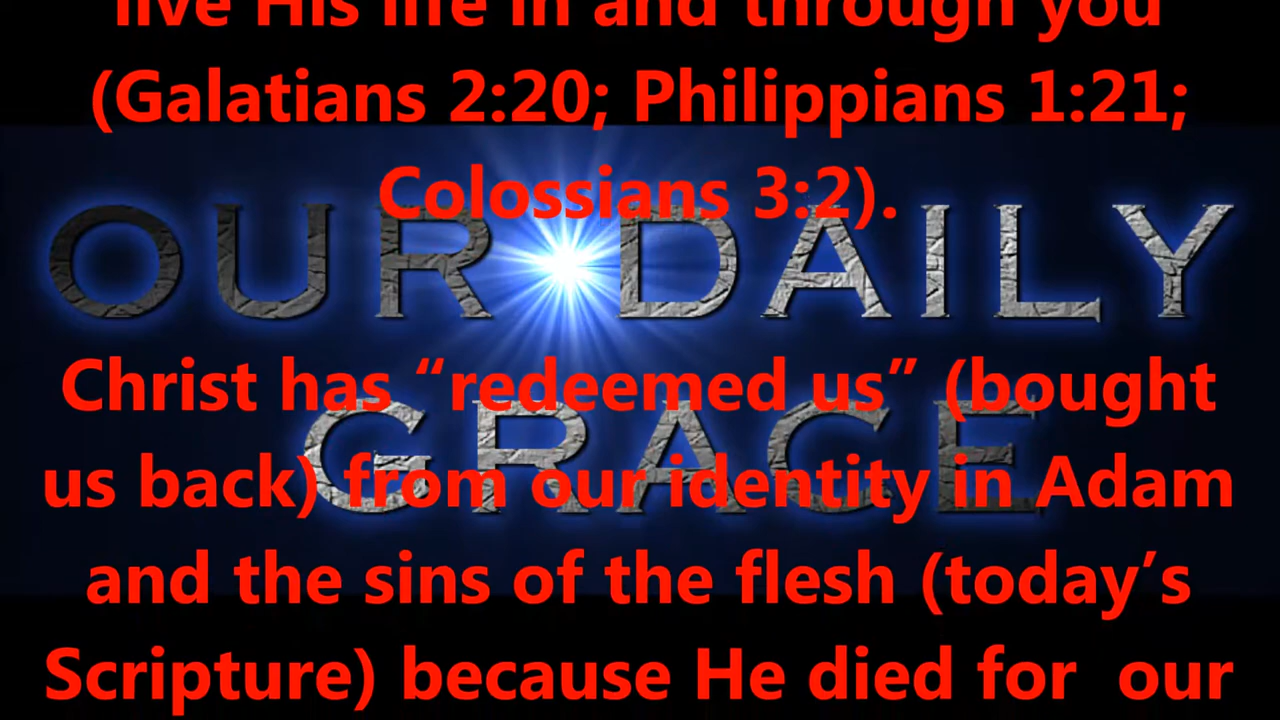 live His life in and through you
(Galatians 2:20; Philippians 1:21;
Colossians 3:2).
OUR DAILY
GRACE
Christ has “redeemed us” (bought
us back) from our identity in Adam
and the sins of the flesh (today’s
Scripture) because He died for our